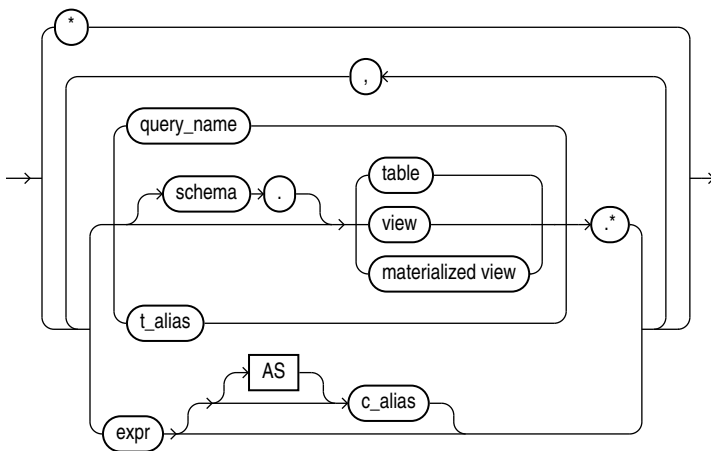 *
,
query_name
schema .
table
view
.*
materialized view
t_alias
AS
c_alias
expr